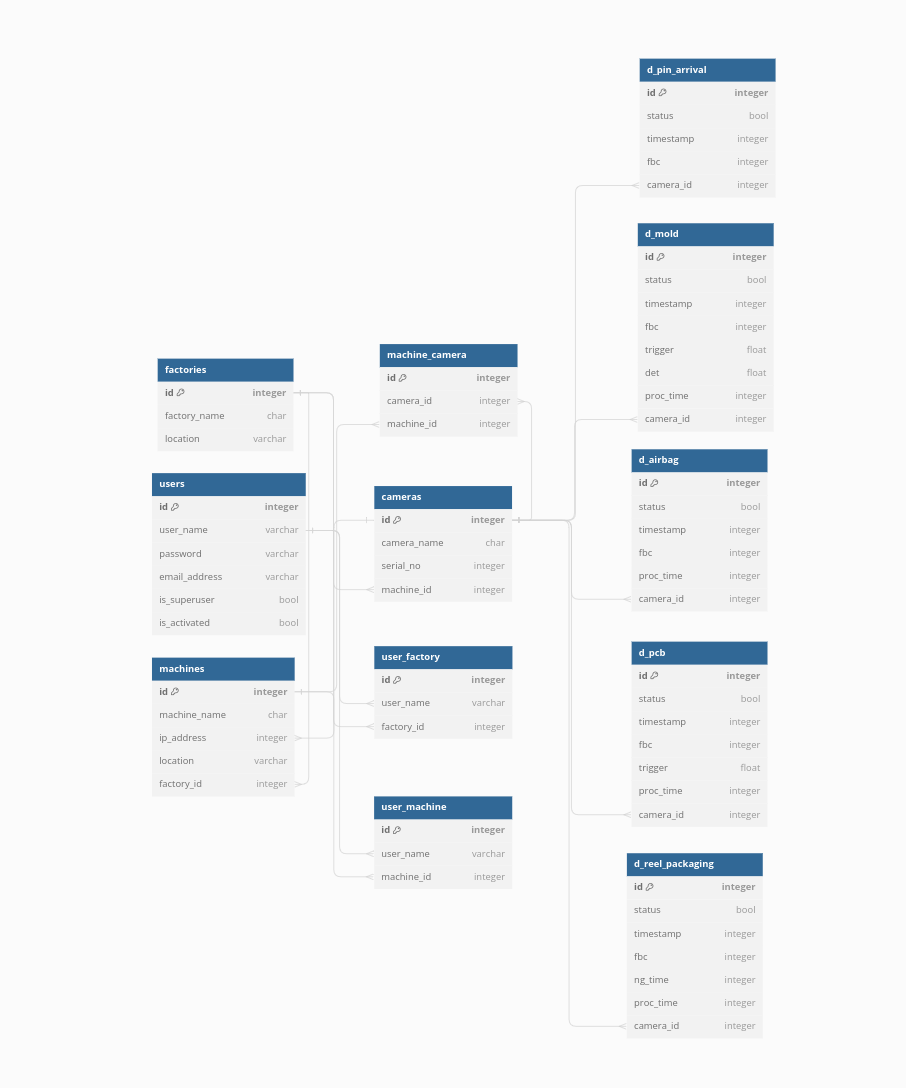 d_pin_arrival
id integer
status bool
timestamp integer
fbc integer
camera_id integer
d_mold
id integer
status bool
timestamp integer
fbc integer
trigger float
det float
proc_time integer
camera_id integer
factories
id integer
factory_name char
location varchar
machine_camera
id integer
camera_id integer
machine_id integer
d_airbag
id integer
status bool
timestamp integer
fbc integer
proc_time integer
camera_id integer
users
id integer
user_name varchar
password varchar
email_address varchar
is_superuser bool
is_activated bool
cameras
id integer
camera_name char
serial_no integer
machine_id integer
machines
id integer
machine_name char
ip_address integer
location varchar
factory_id integer
user_factory
id integer
user_name varchar
factory_id integer
d_pcb
id integer
status bool
timestamp integer
fbc integer
trigger float
proc_time integer
camera_id integer
user_machine
id integer
user_name varchar
machine_id integer
d_reel_packaging
id integer
status bool
timestamp integer
fbc integer
ng_time integer
proc_time integer
camera_id integer